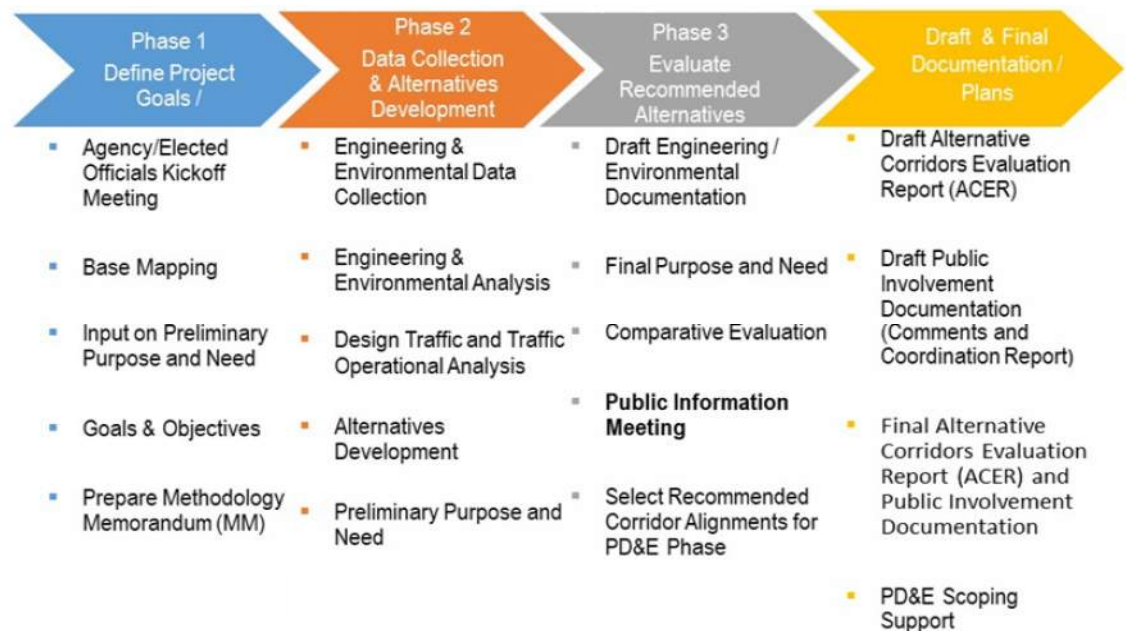 Phase 1
Define Project
Goals /
Phase 2
Data Collection
& Alternatives
Development
Phase 3
Evaluate
Recommended
Alternatives
Draft & Final
Documentation /
Plans
Agency/Elected
Officials Kickoff
Meeting
Base Mapping
Input on Preliminary
Purpose and Need
Goals & Objectives
Prepare Methodology
Memorandum (MM)
Engineering &
Environmental Data
Collection
Engineering &
Environmental Analysis
Design Traffic and Traffic
Operational Analysis
Alternatives
Development
Preliminary Purpose and
Need
Draft Engineering /
Environmental
Documentation
Final Purpose and Need
Comparative Evaluation
Public Information
Meeting
Select Recommended
Corridor Alignments for
PD&E Phase
Draft Alternative
Corridors Evaluation
Report (ACER)
Draft Public
Involvement
Documentation
(Comments and
Coordination Report)
Final Alternative
Corridors Evaluation
Report (ACER) and
Public Involvement
Documentation
PD&E Scoping
Support